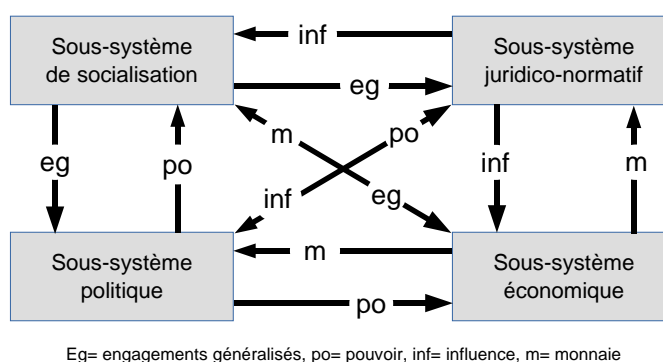 Sous-système
de socialisation
inf
Sous-système
juridico-normatif
eg
m
po
eg
po
inf
m
inf
eg
Sous-système
politique
m
Sous-système
économique
po
Eg= engagements généralisés, po= pouvoir, inf= influence, m= monnaie